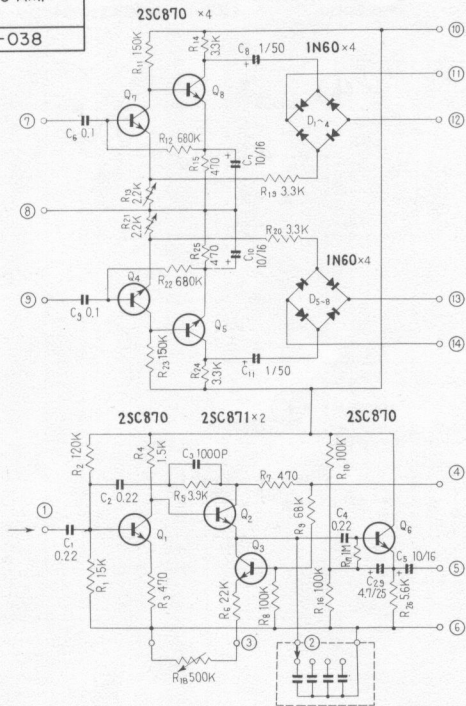 -038
2SC870 ×4
R11 150K
R14 3.3K
C8 1/50
1N60×4
10
11
12
Q7
Q8
7
C6 0.1
R12 680K
R15 470
C7 10/16
D1~4
R13 2.2K
R19 3.3K
8
R21 2.2K
R20 3.3K
R25 470
C10 10/16
1N60×4
Q4
R22 680K
9
C9 0.1
Q5
D5~8
13
14
R23 150K
R24 3.3K
C11 1/50
2SC870
2SC871×2
2SC870
R2 120K
R4 1.5K
C3 1000P
R10 100K
C2 0.22
R5 3.9K
R7 470
4
1
C1 0.22
Q1
Q2
R9 68K
C4 0.22
Q6
Q3
R17 1M
C5 10/16
5
R1 15K
R3 470
R6 22K
R8 100K
R16 100K
C29 4.7/25
R26 5.6K
6
3
2
R18 500K